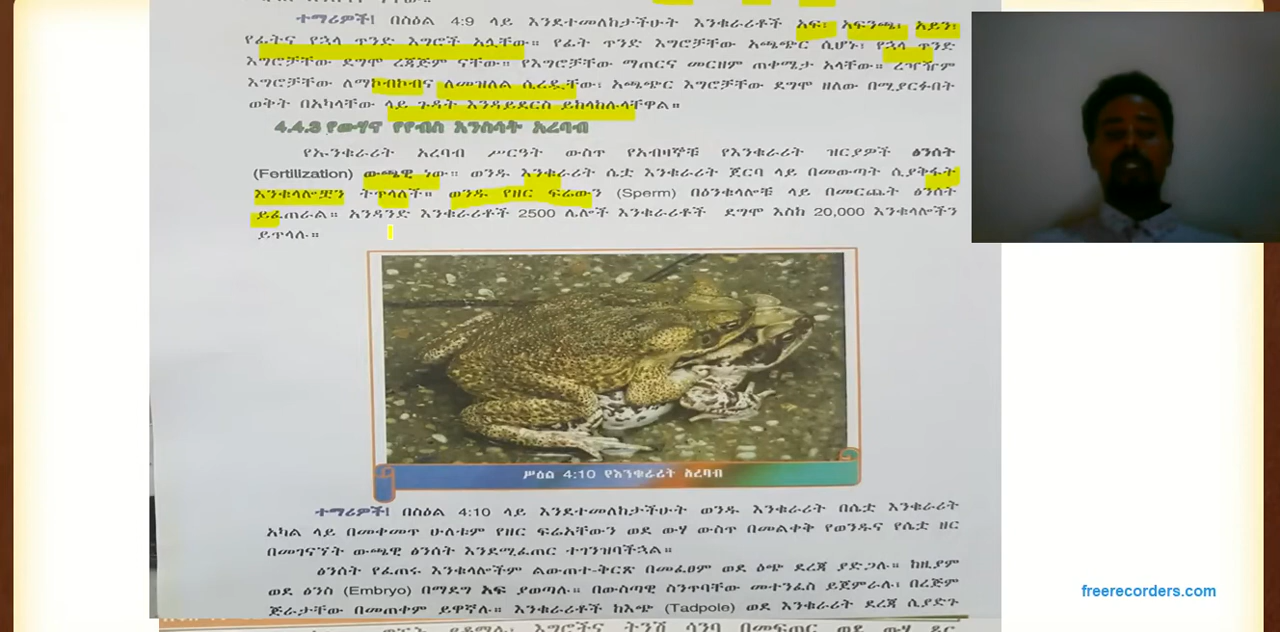 ተማሪዎች! በስዕል 4:9 ላይ እንደተመለከታችሁት እንቁራሪቶች አፍ፣ አፍንጫ፣ አይን፣
የፊትና የኋላ ጥንድ እግሮች አሏቸው። የፊት ጥንድ እግሮቻቸው አጫጭር ሲሆኑ፣ የኋላ ጥንድ
እግሮቻቸው ደግሞ ረጃጅም ናቸው። የእግሮቻቸው ማጠርና መርዘም ጠቀሜታ አላቸው። ረዣዥም
እግሮቻቸው ለማኮብኮብና ለመዝለል ሲረዷቸው፣ አጫጭር እግሮቻቸው ደግሞ ዘለው በሚያርፉበት
ወቅት በአካላቸው ላይ ጉዳት እንዳይደርስ ይከላከሉላቸዋል።
4.4.3 የውሃና የየብስ እንስሳት አረባብ
የእንቁራሪት አረባብ ሥርዓት ውስጥ የአብዛኞቹ የእንቁራሪት ዝርያዎች ፅንሰት
(Fertilization) ውጫዊ ነው። ወንዱ እንቁራሪት ሴቷ እንቁራሪት ጀርባ ላይ በመውጣት ሲያቅፋት
እንቁላሎቿን ትጥላለች። ወንዱ የዘር ፍሬውን (Sperm) በዕንቁላሎቹ ላይ በመርጨት ፅንሰት
ይፈጠራል። አንዳንድ እንቁራሪቶች 2500 ሌሎች እንቁራሪቶች ደግሞ እስከ 20,000 እንቁላሎችን
ይጥላሉ።
ሥዕል 4:10 የእንቁራሪት አረባብ
ተማሪዎች! በስዕል 4:10 ላይ እንደተመለከታችሁት ወንዱ እንቁራሪት በሴቷ እንቁራሪት
አካል ላይ በመቀመጥ ሁለቱም የዘር ፍሬአቸውን ወደ ውሃ ውስጥ በመልቀቅ የወንዱና የሴቷ ዘር
በመገናኘት ውጫዊ ፅንሰት እንደሚፈጠር ተገንዝባችኋል።
ፅንሰት የፈጠሩ እንቁላሎችም ልውጠተ-ቅርጽ በመፈፀም ወደ ዕጭ ደረጃ ያድጋሉ። ከዚያም
ወደ ፅንስ (Embryo) በማደግ አፍ ያወጣሉ። በውስጣዊ ስንጥባቸው መተንፈስ ይጀምራሉ፣ በረጅም
ጅራታቸው በመጠቀም ይዋኛሉ። እንቁራሪቶች ከእጭ (Tadpole) ወደ እንቁራሪት ደረጃ ሲያድጉ
freerecorders.com